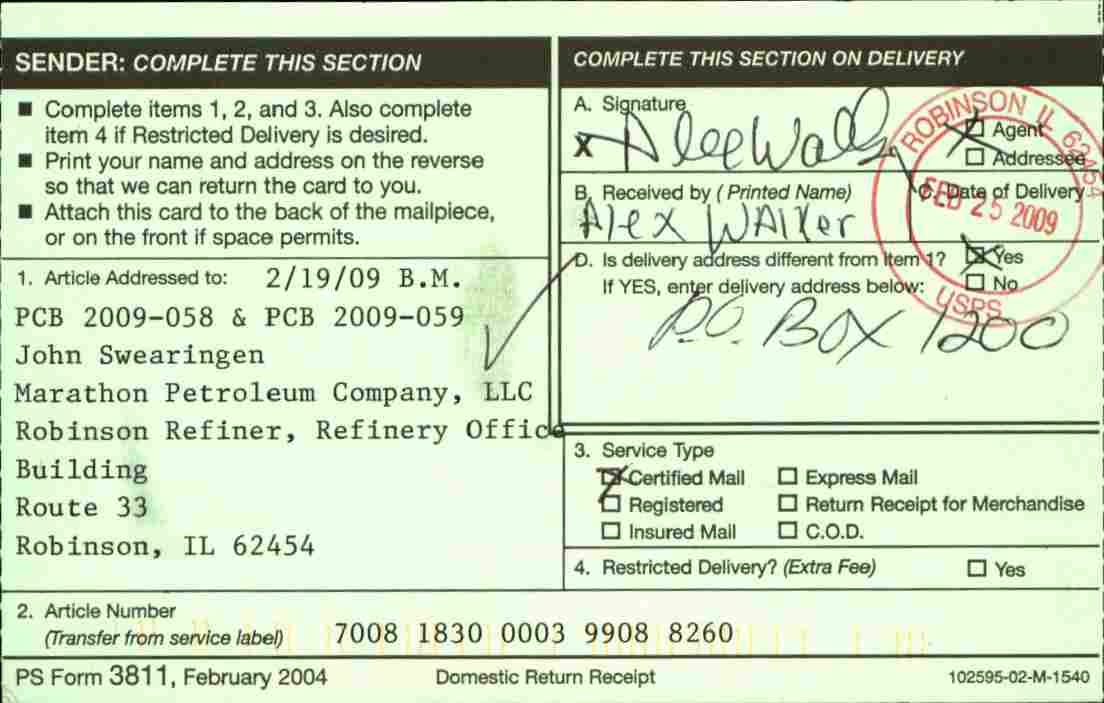 SENDER: COMPLETE THIS SECTION
■ Complete items 1, 2, and 3. Also complete
item 4 if Restricted Delivery is desired.
■ Print your name and address on the reverse
so that we can return the card to you.
■ Attach this card to the back of the mailpiece,
or on the front if space permits.
1. Article Addressed to: 2/19/09 B.M.
PCB 2009-058 & PCB 2009-059
John Swearingen
Marathon Petroleum Company, LLC
Robinson Refiner, Refinery Office
Building
Route 33
Robinson, IL 62454
COMPLETE THIS SECTION ON DELIVERY
A. Signature
X
☒ Agent
☐ Addressee
B. Received by (Printed Name)
Alex Walker
C. Date of Delivery
ROBINSON IL 62454
FEB 25 2009
USPS
D. Is delivery address different from item 1? ☒ Yes
If YES, enter delivery address below: ☐ No
P.O. BOX 1200
3. Service Type
☒ Certified Mail ☐ Express Mail
☐ Registered ☐ Return Receipt for Merchandise
☐ Insured Mail ☐ C.O.D.
4. Restricted Delivery? (Extra Fee) ☐ Yes
2. Article Number
(Transfer from service label) 7008 1830 0003 9908 8260
PS Form 3811, February 2004 Domestic Return Receipt 102595-02-M-1540